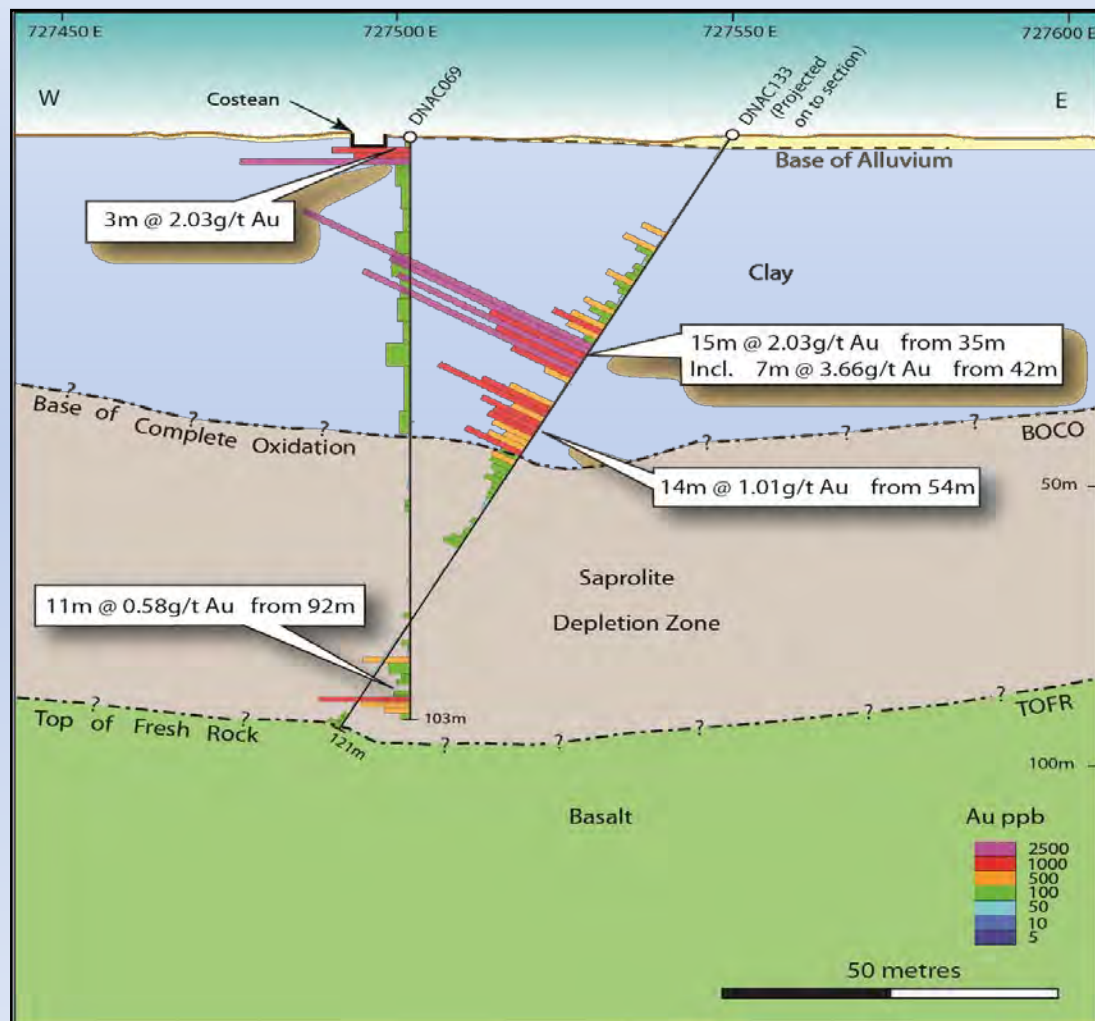 727450 E
727500 E
727550 E
727600 E
W
E
Costean
DNAC069
DNAC133
(Projected
on to section)
Base of Alluvium
3m @ 2.03g/t Au
Clay
15m @ 2.03g/t Au from 35m
Incl. 7m @ 3.66g/t Au from 42m
?
?
?
?
?
?
?
Base of Complete Oxidation
BOCO
14m @ 1.01g/t Au from 54m
50m
Saprolite
Depletion Zone
11m @ 0.58g/t Au from 92m
?
?
?
?
?
?
?
?
Top of Fresh Rock
103m
121m
TOFR
100m
Basalt
Au ppb
2500
1000
500
100
50
10
5
50 metres